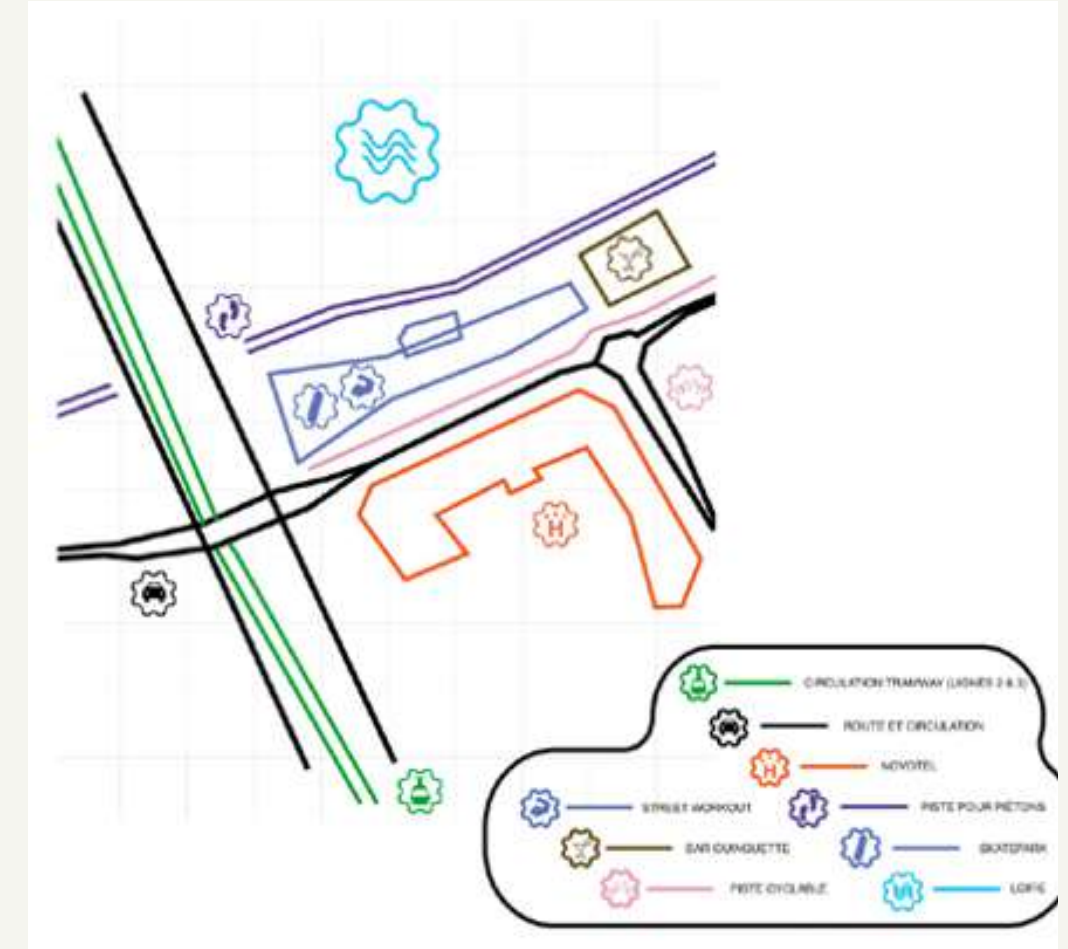 H
CIRCULATION TRAMWAY (LIGNES 2 & 3)
ROUTE ET CIRCULATION
H
NOVOTEL
STREET WORKOUT
PISTE POUR PIÉTONS
BAR GUINGUETTE
SKATEPARK
PISTE CYCLABLE
LOIRE